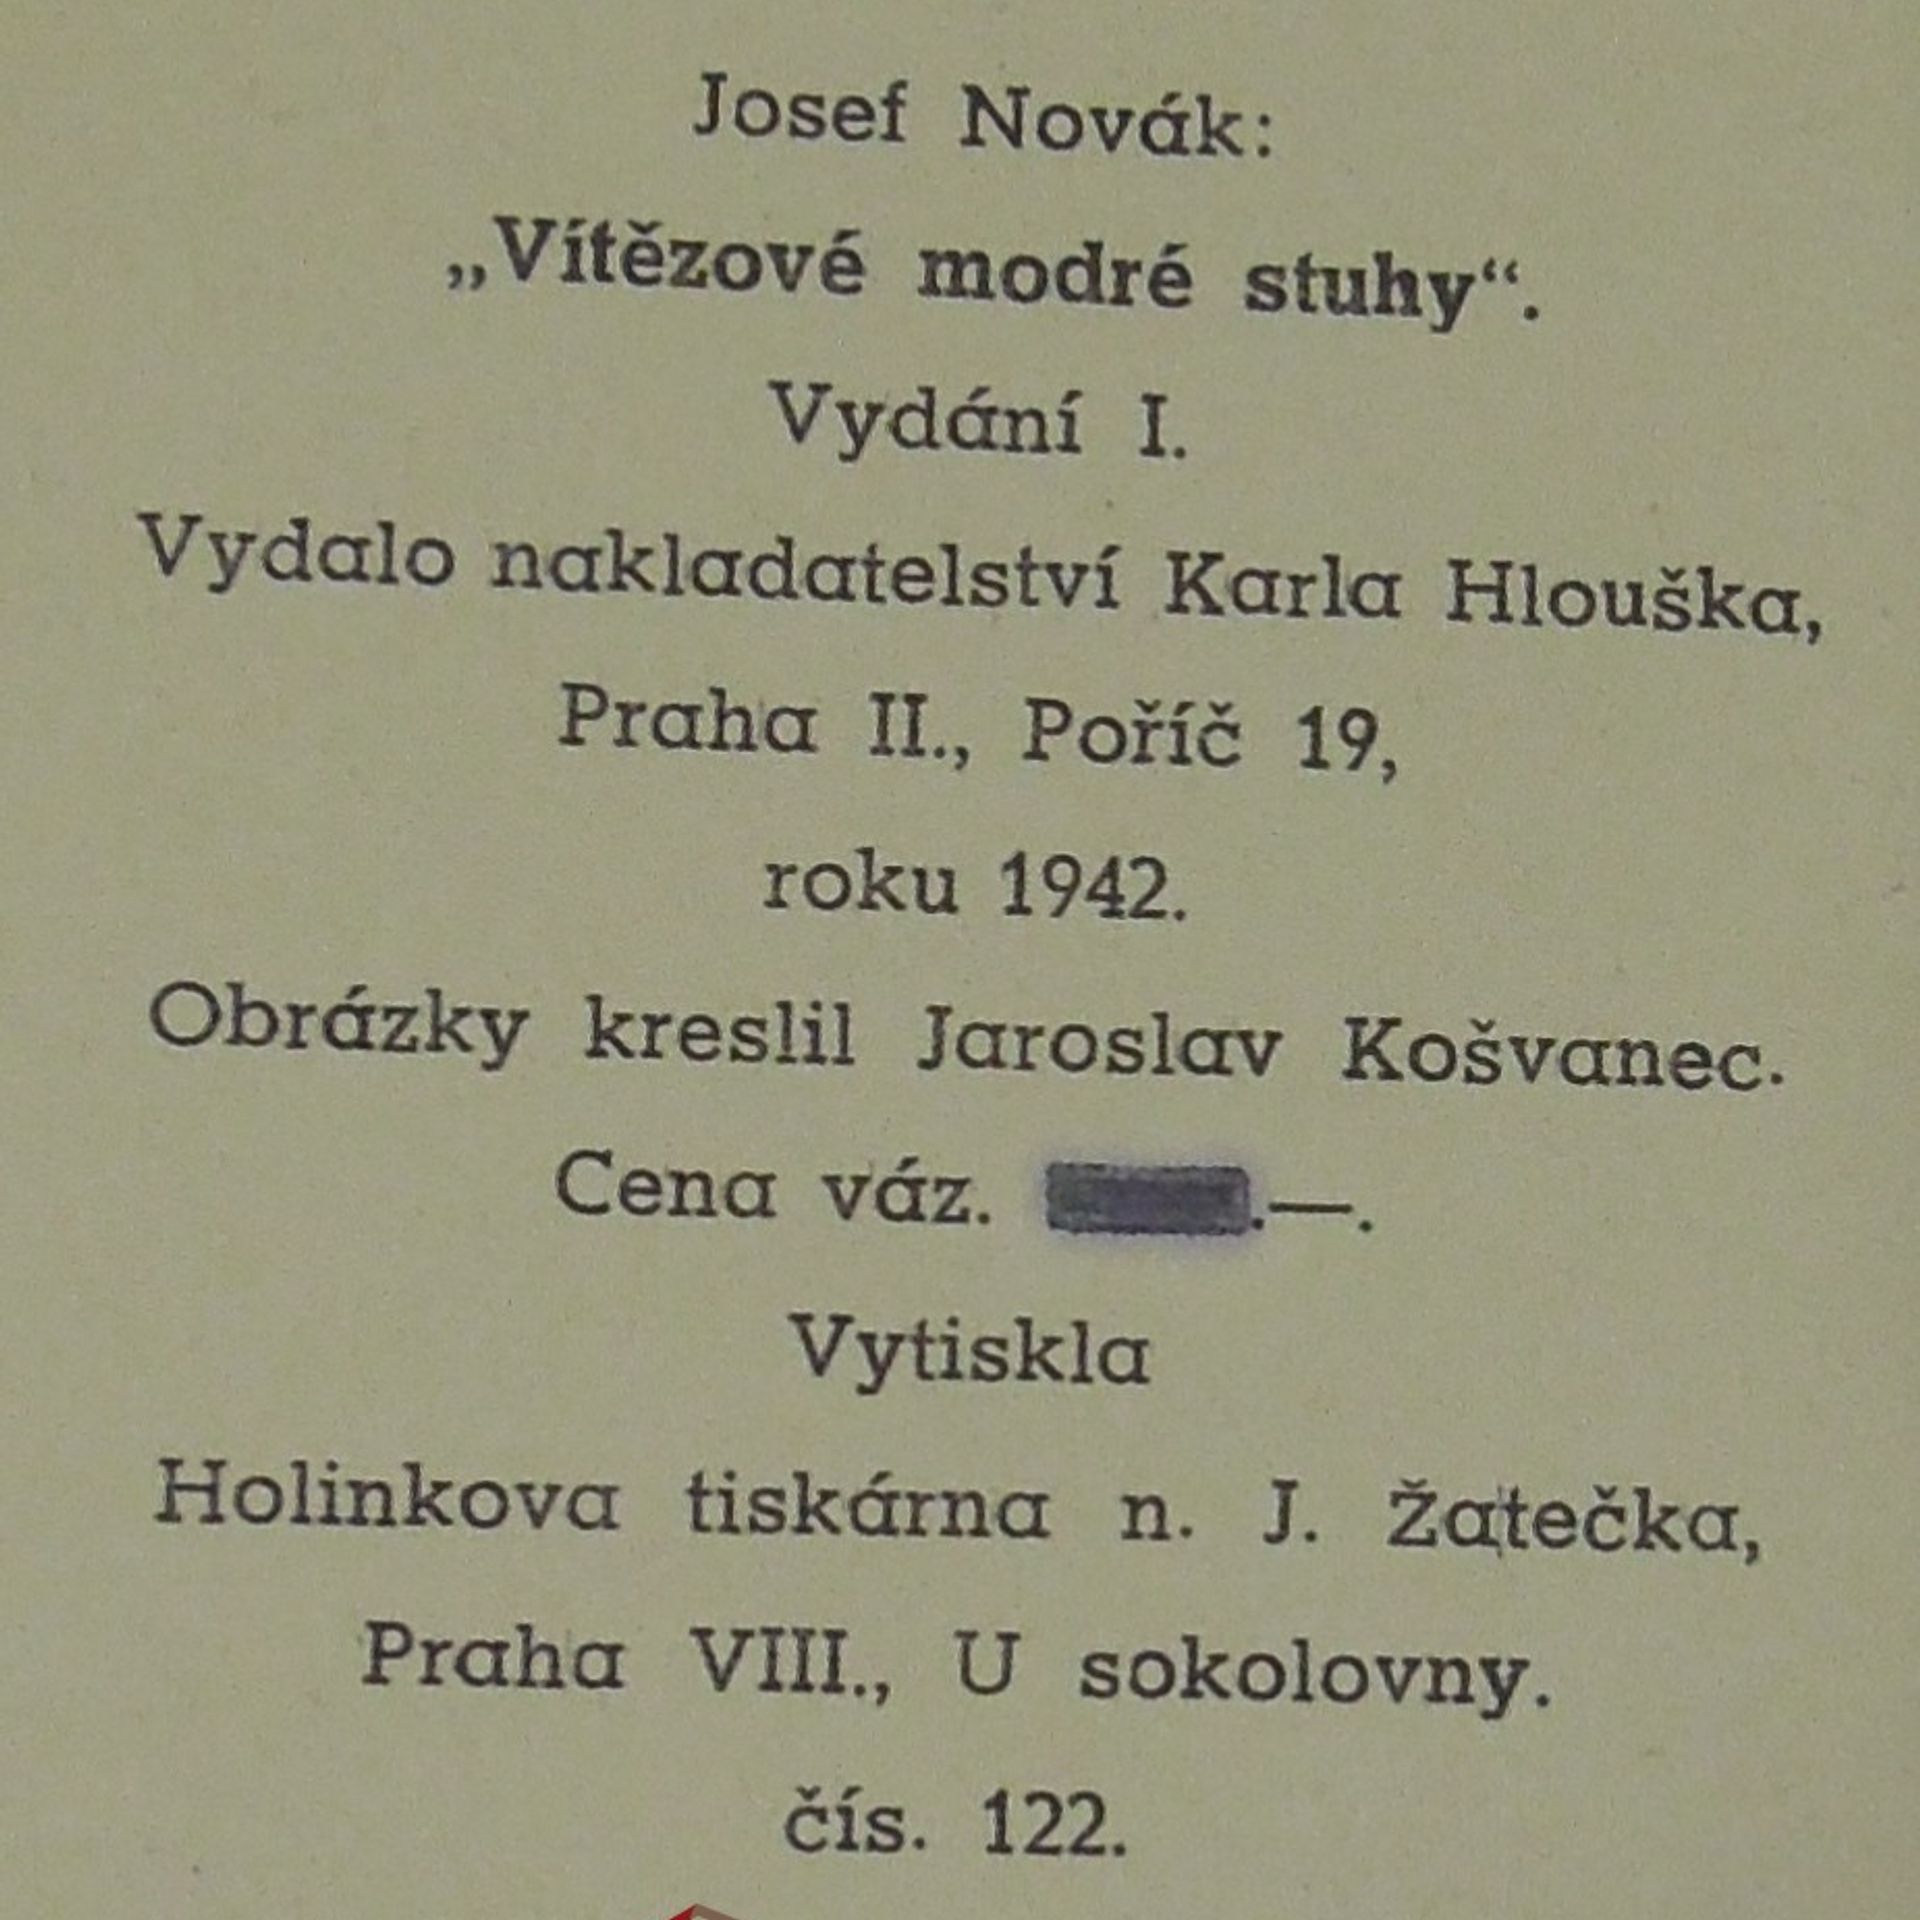 Josef Novák:
„Vítězové modré stuhy“.
Vydání I.
Vydalo nakladatelství Karla Hlouška,
Praha II., Poříč 19,
roku 1942.
Obrázky kreslil Jaroslav Košvanec.
Cena váz. .—.
Vytiskla
Holinkova tiskárna n. J. Žatečka,
Praha VIII., U sokolovny.
čís. 122.